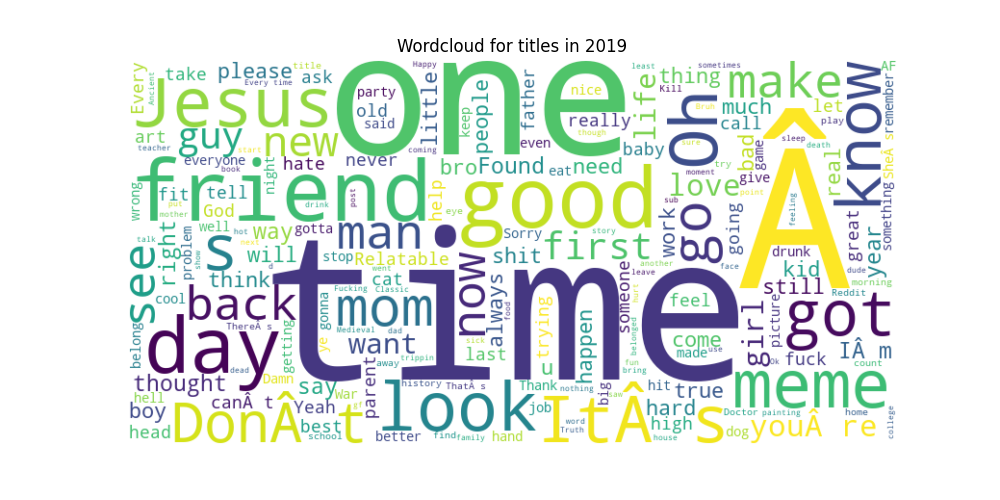 Wordcloud for titles in 2019
Every
Ancient
take
please
Every time
title
ask
Happy
party
old
said
little
keep
people
father
even
nice
really
though
life
least
thing
Kill
sometimes
make
much
call
let
play
AF
remember
know
Jesus
one
Oh
bruh
sure
sleep
death
baby
bad
game
try
art
teacher
start
guy
new
everyone
book
night
hate
never
bro
Found
eat
need
love
moment
give
real
SheÂ s
something
Â
wrong
fit
put
mother
tell
God
friend
drink
post
help
eye
good
story
go
sub
point
feeling
great
year
see
talk
right
problem
show
well
hot
next
s
way
gotta
will
man
stop
Relatable
Sorry
shit
first
another
work
going
face
drunk
dude
morning
kid
think
d
back
ye
gonna
went
cat
Fucking
Classic
now
always
food
time
someone
leave
feel
girl
picture
still
Reddit
got
cool
belong
ThereÂ s
day
dead
getting
mom
Medieval
dad
want
away
trippin
sick
last
trying
u
happen
belonged
hurt
fun
bring
come
made
use
fuck
Ok
IÂ m
count
meme
thought
hell
boy
head
canÂ t
Damn
say
War
Yeah
best
school
DonÂ t
gf
parent
history
ThatÂ s
look
better
find
family
hand
Thank
nothing
job
word
Truth
saw
big
ItÂ s
hit
hard
high
house
true
Doctor
painting
dog
youÂ re
home
college